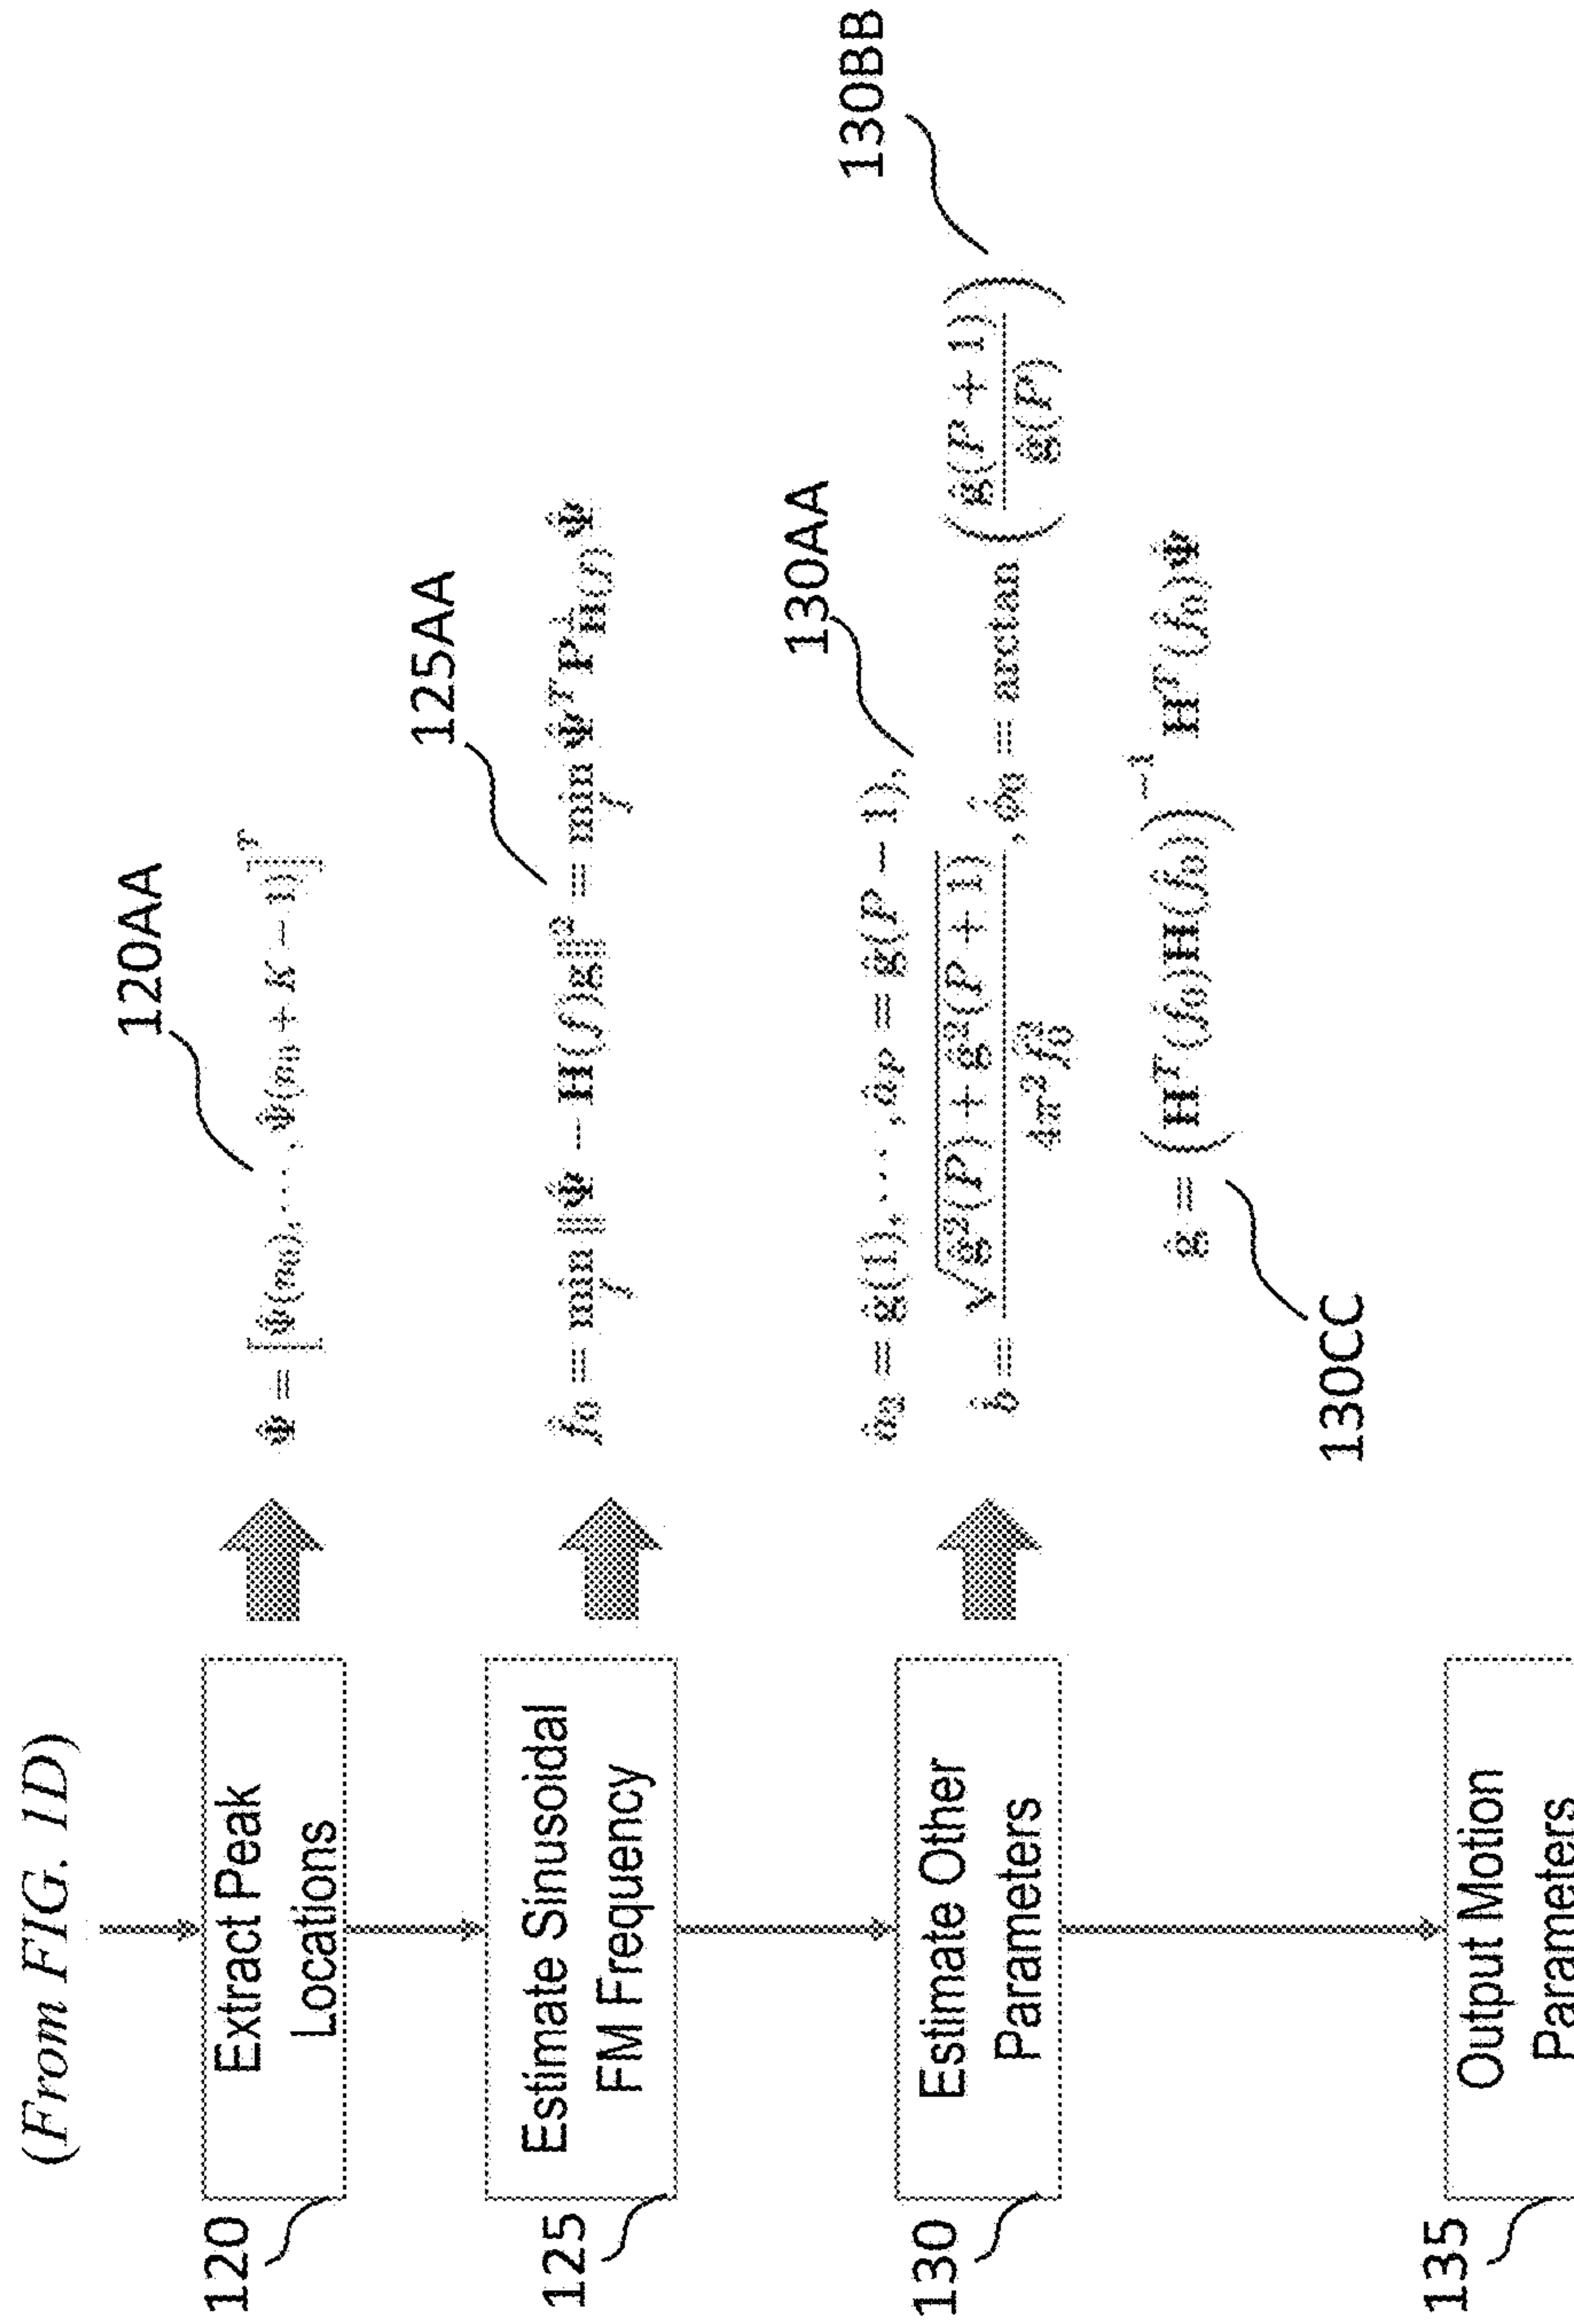 (From FIG. 1D)
120
Extract Peak
Locations
120AA
Ψ̂ = [Ψ̂(n₀), ⋯, Ψ̂(n₀ + K − 1)]ᵀ
125
Estimate Sinusoidal
FM Frequency
125AA
f̂₀ = min_f ‖Ψ̂ − H(f)g‖² = min_f Ψ̂ᵀP⊥_H(f)Ψ̂
130
Estimate Other
Parameters
130AA
= ĝ(1), ⋯, â_P = ĝ(P − 1),
130BB
b̂ = √(ĝ²(P) + ĝ²(P + 1)) / 4π²f̂₀², φ̂₀ = arctan(ĝ(P + 1) / ĝ(P))
ĝ = (Hᵀ(f̂₀)H(f̂₀))⁻¹ Hᵀ(f̂₀)Ψ̂
130CC
135
Output Motion
Parameters